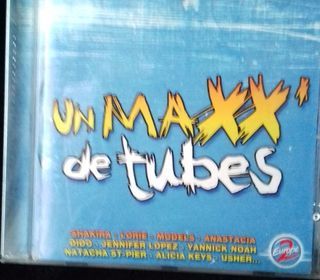 UN MAXX'
de tubes
SHAKIRA - LORIE - MUDELS - ANASTACIA
DIDO - JENNIFER LOPEZ - YANNICK NOAH
NATACHA ST-PIER - ALICIA KEYS, USHER...
Europe 2